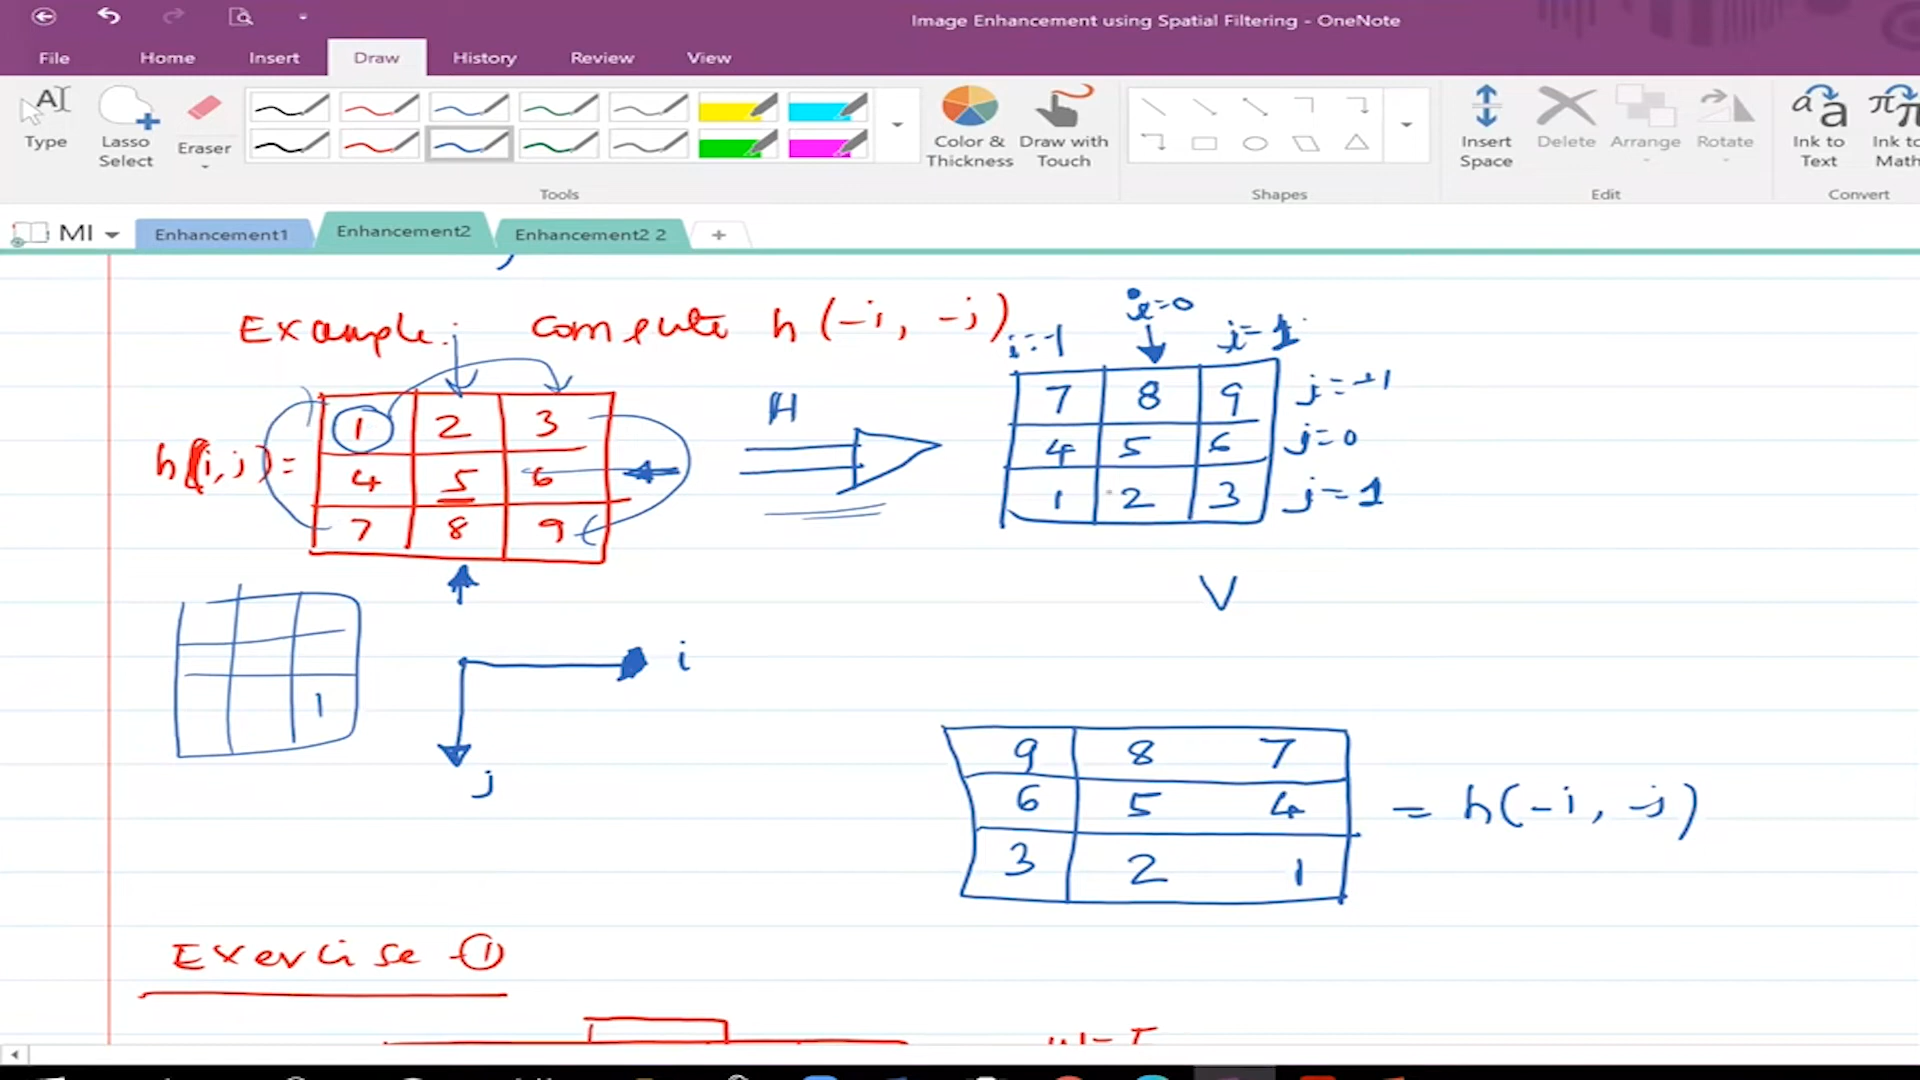 Image Enhancement using Spatial Filtering - OneNote
File Home Insert Draw History Review View
Type
Lasso Select
Eraser
Color & Thickness
Draw with Touch
Insert Space
Delete
Arrange
Rotate
Ink to Text
Ink to Math
Tools
Shapes
Edit
Convert
MI
Enhancement1 Enhancement2 Enhancement2 2 +
Example: compute h(-i, -j)
i=-1 i=0 i=1
h(i,j) =
1 2 3
4 5 6
7 8 9
H
7 8 9 j=-1
4 5 6 j=0
1 2 3 j=1
V
1
i
j
9 8 7
6 5 4 = h(-i, -j)
3 2 1
Exercise -①